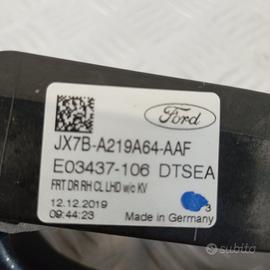 Ford
JX7B-A219A64-AAF
E03437-106 DTSEA
FRT DR RH CL LHD w/c KV
12.12.2019
3
09:44:23
Made in Germany
subito